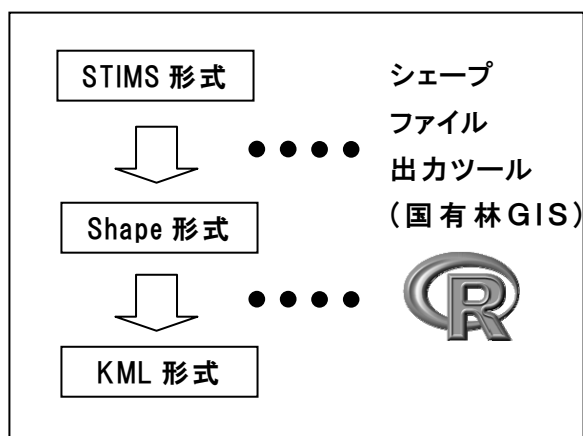 STIMS 形式
シェープ
ファイル
出力ツール
(国有林GIS)
Shape 形式
R
KML 形式